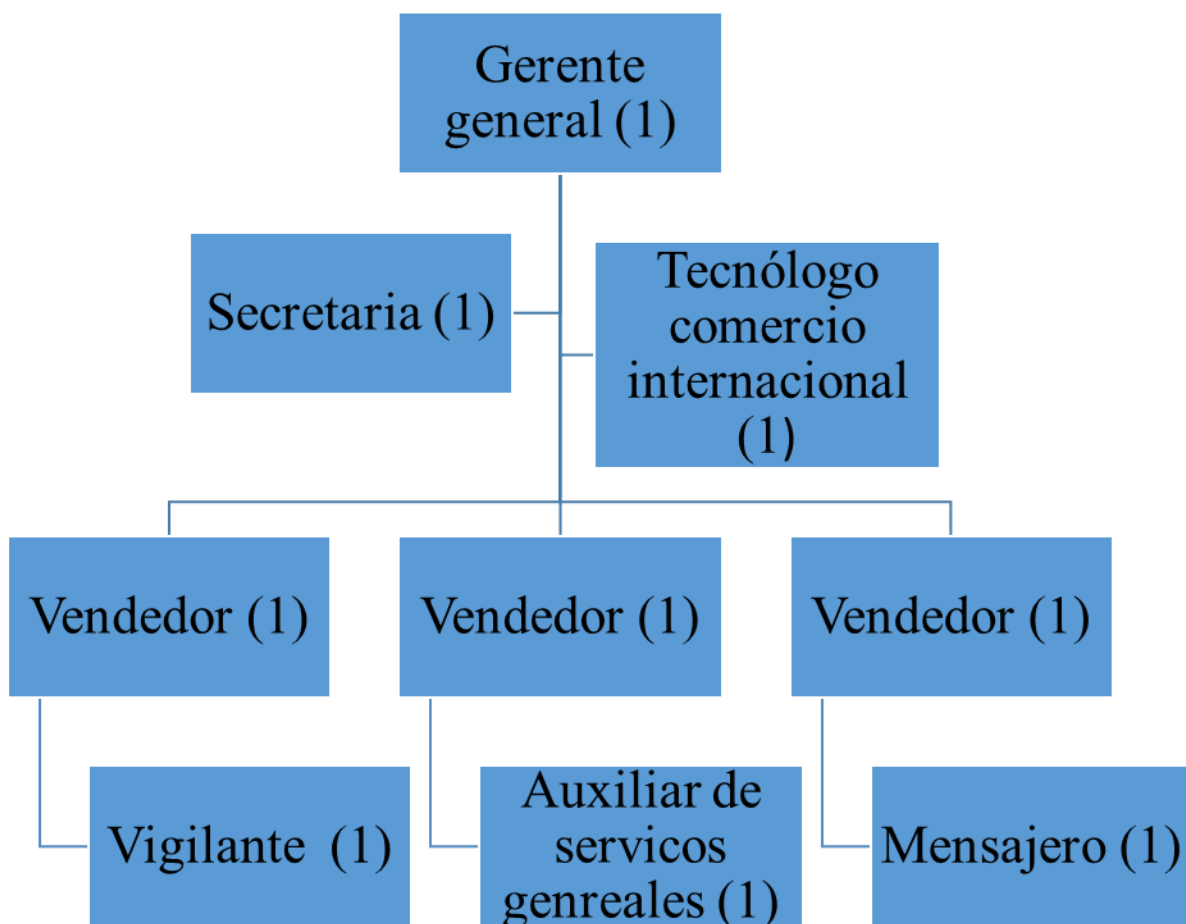 Gerente
general (1)
Secretaria (1)
Tecnólogo
comercio
internacional
(1)
Vendedor (1)
Vendedor (1)
Vendedor (1)
Vigilante (1)
Auxiliar de
servicos
genreales (1)
Mensajero (1)